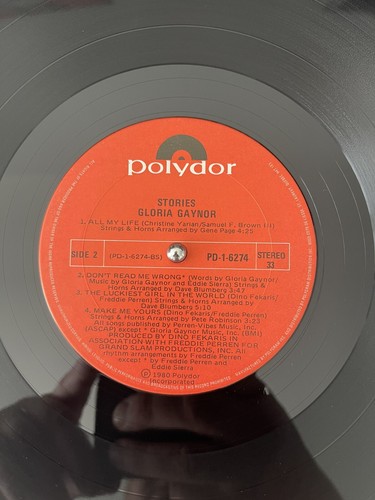 polydor
STORIES
GLORIA GAYNOR
1. ALL MY LIFE (Christine Yarian/Samuel F. Brown III)
Strings & Horns Arranged by Gene Page 4:25
SIDE 2
(PD-1-6274-BS)
PD-1-6274
STEREO
33
2. DON'T READ ME WRONG* (Words by Gloria Gaynor/
Music by Gloria Gaynor and Eddie Sierra) Strings &
Horns Arranged by Dave Blumberg 3:47
3. THE LUCKIEST GIRL IN THE WORLD (Dino Fekaris/
Freddie Perren) Strings & Horns Arranged by
Dave Blumberg 5:10
4. MAKE ME YOURS (Dino Fekaris/Freddie Perren)
Strings & Horns Arranged by Pete Robinson 3:23
All songs published by Perren-Vibes Music, Inc.
(ASCAP) except * Gloria Gaynor Music, Inc. (BMI)
PRODUCED BY DINO FEKARIS IN
ASSOCIATION WITH FREDDIE PERREN FOR
GRAND SLAM PRODUCTIONS, INC. All
rhythm arrangements by Freddie Perren
except * by Freddie Perren and
Eddie Sierra
Ⓟ 1980 Polydor
Incorporated